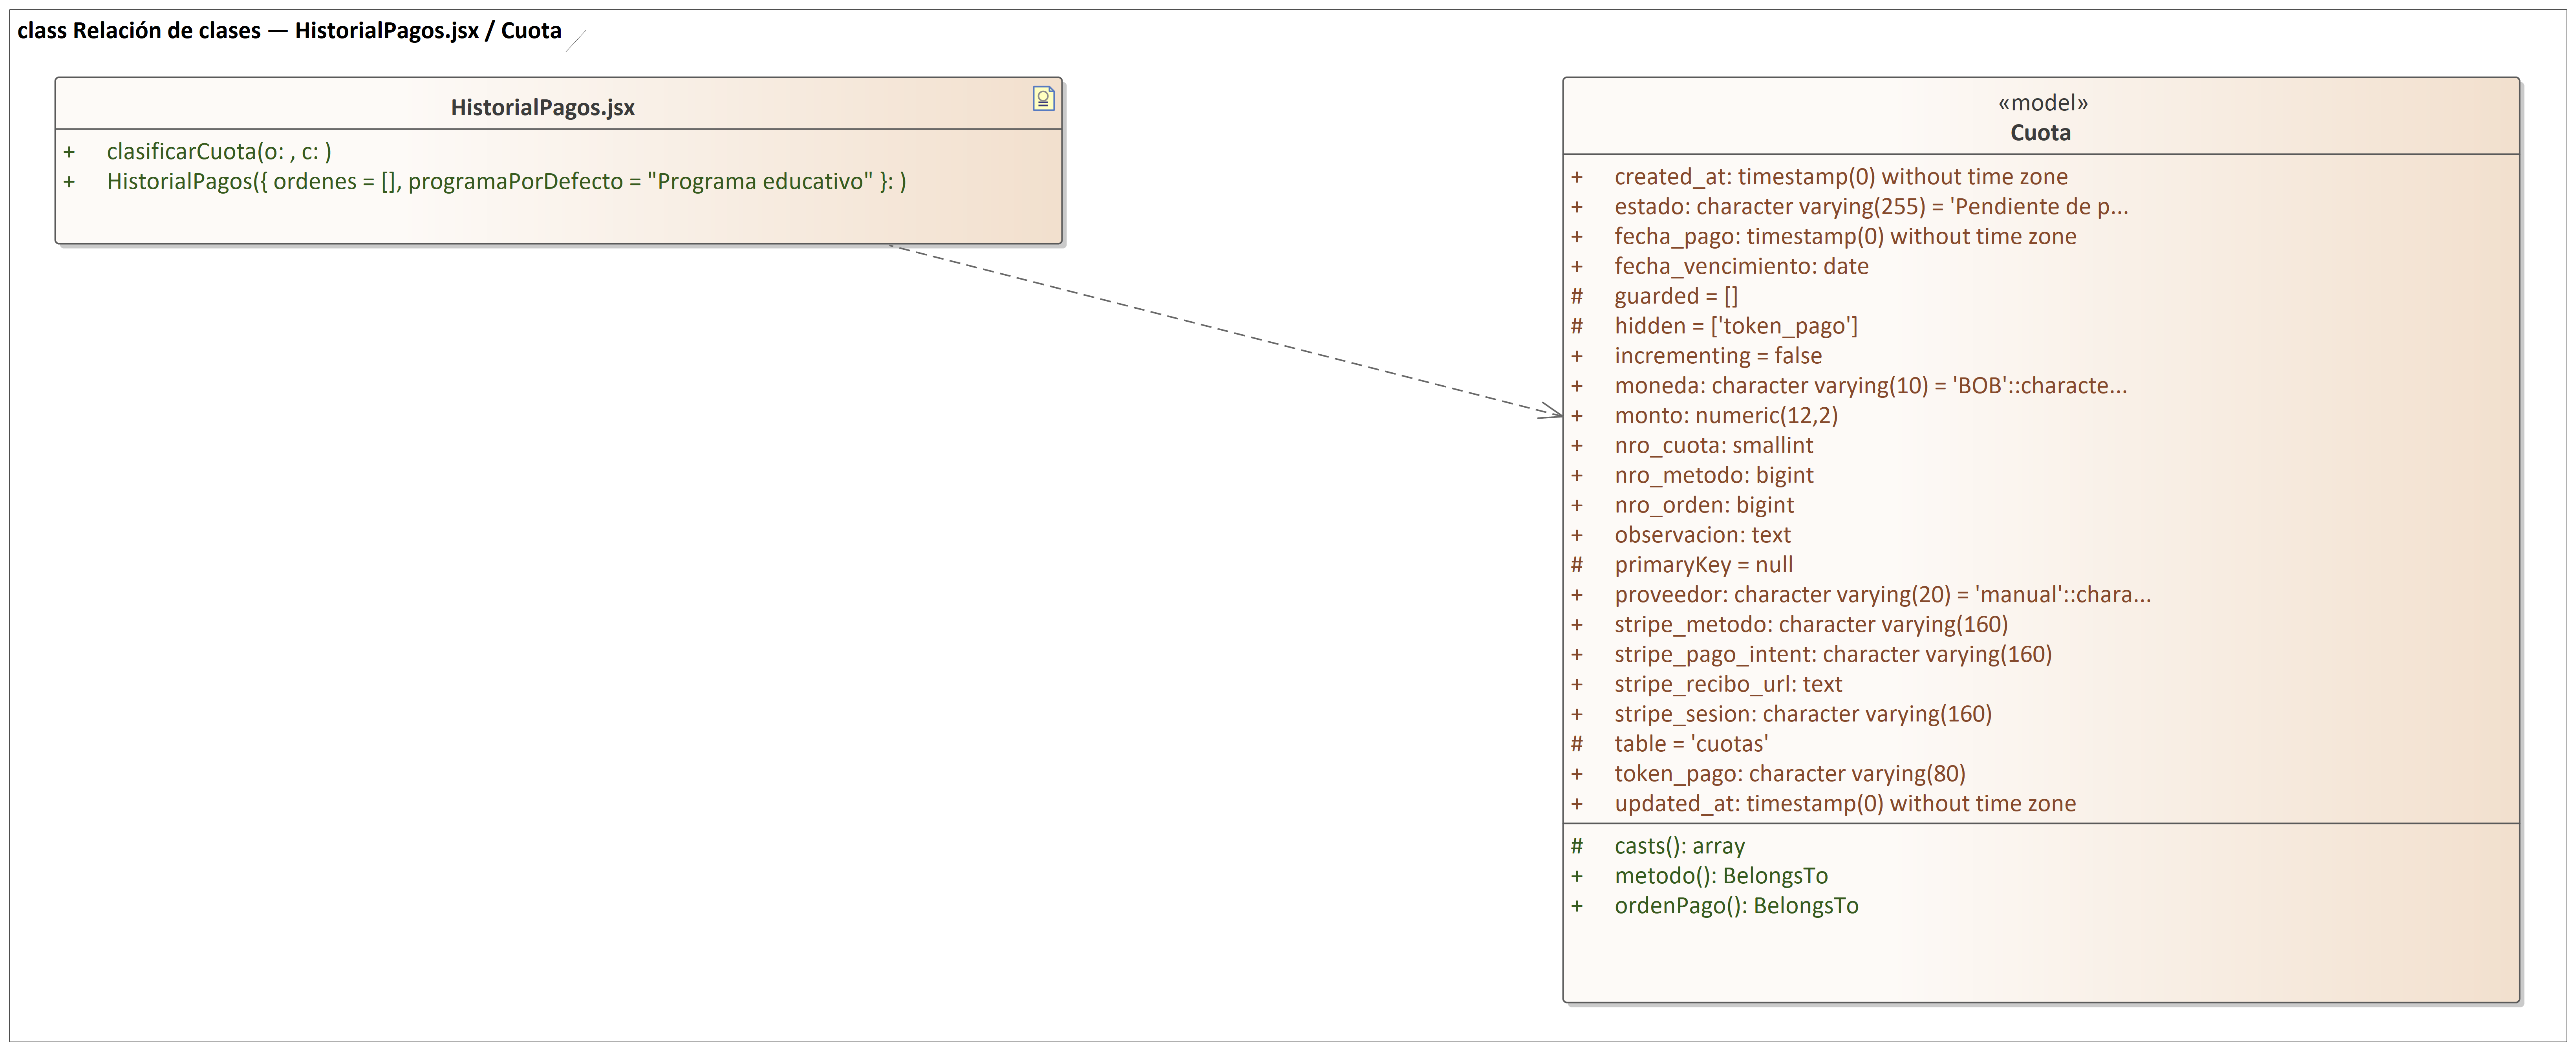 class Relación de clases — HistorialPagos.jsx / Cuota
HistorialPagos.jsx
+ clasificarCuota(o: , c: )
+ HistorialPagos({ ordenes = [], programaPorDefecto = "Programa educativo" }: )
«model»
Cuota
+ created_at: timestamp(0) without time zone
+ estado: character varying(255) = 'Pendiente de p...
+ fecha_pago: timestamp(0) without time zone
+ fecha_vencimiento: date
# guarded = []
# hidden = ['token_pago']
+ incrementing = false
+ moneda: character varying(10) = 'BOB'::characte...
+ monto: numeric(12,2)
+ nro_cuota: smallint
+ nro_metodo: bigint
+ nro_orden: bigint
+ observacion: text
# primaryKey = null
+ proveedor: character varying(20) = 'manual'::chara...
+ stripe_metodo: character varying(160)
+ stripe_pago_intent: character varying(160)
+ stripe_recibo_url: text
+ stripe_sesion: character varying(160)
# table = 'cuotas'
+ token_pago: character varying(80)
+ updated_at: timestamp(0) without time zone
# casts(): array
+ metodo(): BelongsTo
+ ordenPago(): BelongsTo